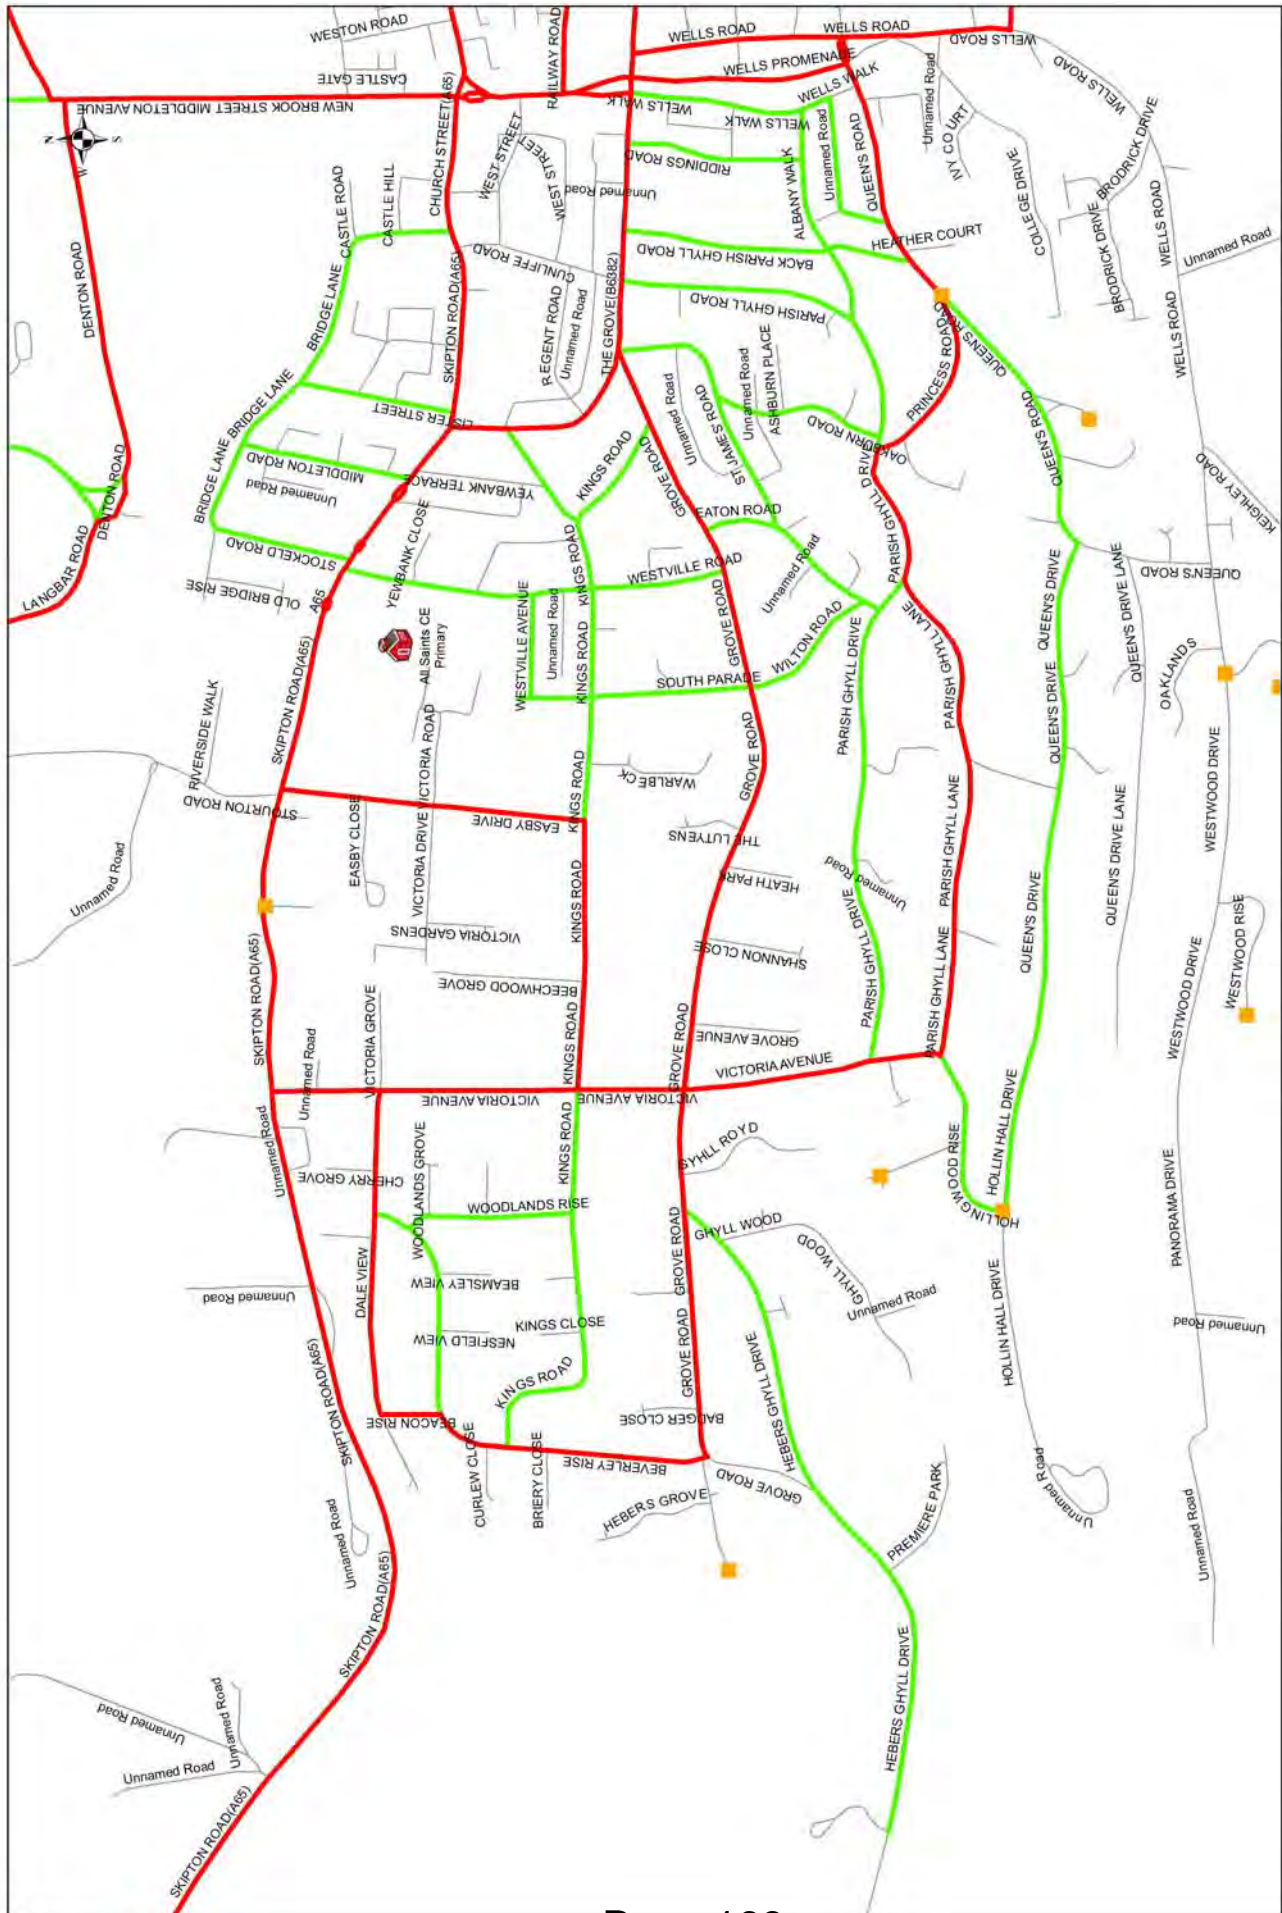 WESTON ROAD
CASTLE GATE
NEW BROOK STREET MIDDLETON AVENUE
CHURCH STREET(A65)
RAILWAY ROAD
WELLS ROAD
WELLS ROAD
WELLS ROAD
WELLS PROMENADE
WELLS WALK
WELLS WALK
WELLS WALK
WELLS ROAD
N
S
W
DENTON ROAD
CASTLE ROAD
CASTLE HILL
WEST STREET
WEST STREET
Unnamed Road
RIDDINGS ROAD
ALBANY WALK
Unnamed Road
QUEEN'S ROAD
Unnamed Road
IVY COURT
COLLEGE DRIVE
BRODRICK DRIVE
BRODRICK DRIVE
WELLS ROAD
Unnamed Road
BRIDGE LANE
SKIPTON ROAD(A65)
CUNLIFFE ROAD
REGENT ROAD
Unnamed Road
THE GROVE(B6382)
BACK PARISH GHYLL ROAD
HEATHER COURT
PARISH GHYLL ROAD
PRINCESS ROAD
QUEEN'S ROAD
WELLS ROAD
BRIDGE LANE
LISTER STREET
Unnamed Road
ST JAMES ROAD
Unnamed Road
ASHBURN PLACE
OAKBURN ROAD
QUEEN'S ROAD
KEIGHLEY ROAD
DENTON ROAD
LANGBAR ROAD
BRIDGE LANE
MIDDLETON ROAD
Unnamed Road
YEWBANK TERRACE
KINGS ROAD
GROVE ROAD
EATON ROAD
PARISH GHYLL DRIVE
STOCKELD ROAD
YEWBANK CLOSE
OLD BRIDGE RISE
A65
KINGS ROAD
WESTVILLE ROAD
Unnamed Road
PARISH GHYLL LANE
QUEEN'S DRIVE
QUEEN'S DRIVE LANE
QUEEN'S ROAD
All Saints CE
Primary
WESTVILLE AVENUE
Unnamed Road
KINGS ROAD
SOUTH PARADE
GROVE ROAD
WILTON ROAD
PARISH GHYLL DRIVE
PARISH GHYLL LANE
QUEEN'S DRIVE
OAKLANDS
SKIPTON ROAD(A65)
RIVERSIDE WALK
STOURTON ROAD
VICTORIA ROAD
KINGS ROAD
WARLBECK
GROVE ROAD
WESTWOOD DRIVE
Unnamed Road
EASBY CLOSE
EASBY DRIVE
VICTORIA DRIVE
THE LUTYENS
HEATH PARK
PARISH GHYLL LANE
QUEEN'S DRIVE LANE
SKIPTON ROAD(A65)
VICTORIA GARDENS
KINGS ROAD
SHANNON CLOSE
Unnamed Road
PARISH GHYLL DRIVE
PARISH GHYLL LANE
QUEEN'S DRIVE
WESTWOOD RISE
WESTWOOD DRIVE
BEECHWOOD GROVE
VICTORIA GROVE
Unnamed Road
KINGS ROAD
GROVE ROAD
GROVE AVENUE
VICTORIA AVENUE
VICTORIA AVENUE
VICTORIA AVENUE
Unnamed Road
CHERRY GROVE
WOODLANDS GROVE
WOODLANDS RISE
KINGS ROAD
SYHLL ROYD
HOLLINGWOOD RISE
HOLLIN HALL DRIVE
PANORAMA DRIVE
Unnamed Road
DALE VIEW
BEAMSLEY VIEW
NESFIELD VIEW
KINGS CLOSE
GROVE ROAD
GHYLL WOOD
GHYLL WOOD
Unnamed Road
HOLLIN HALL DRIVE
Unnamed Road
SKIPTON ROAD(A65)
BEACON RISE
KINGS ROAD
GROVE ROAD
BADGER CLOSE
HEBERS GHYLL DRIVE
CURLEW CLOSE
BRIERY CLOSE
BEVERLEY RISE
HEBERS GROVE
GROVE ROAD
PREMIERE PARK
Unnamed Road
Unnamed Road
Unnamed Road
SKIPTON ROAD(A65)
HEBERS GHYLL DRIVE
Unnamed Road
Unnamed Road
Unnamed Road
SKIPTON ROAD(A65)